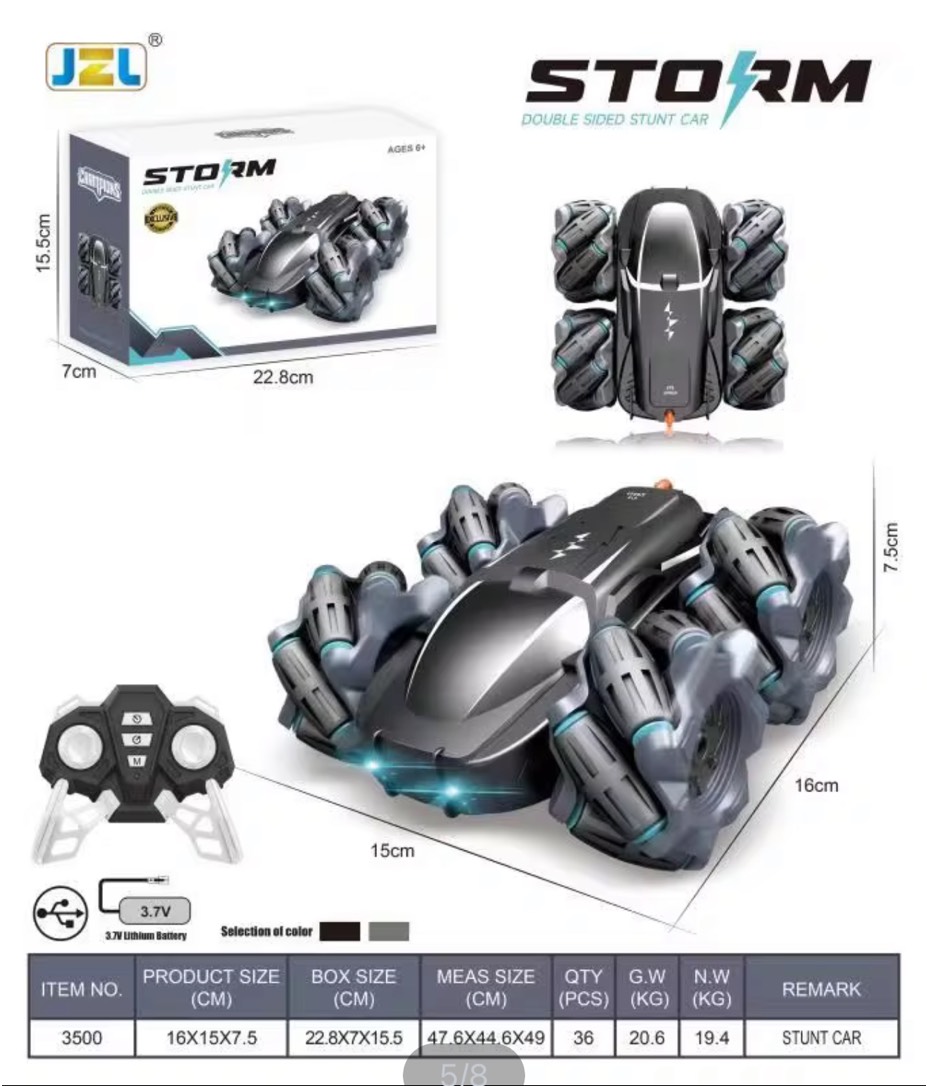 JZL®
STORM
DOUBLE SIDED STUNT CAR
AGES 6+
STORM
CHAMPIONS
EXCLUSIVE
15.5cm
7cm
22.8cm
7.5cm
16cm
15cm
M
3.7V
3.7V Lithium Battery
Selection of color
ITEM NO. PRODUCT SIZE (CM) BOX SIZE (CM) MEAS SIZE (CM) QTY (PCS) G.W (KG) N.W (KG) REMARK
3500 16X15X7.5 22.8X7X15.5 47.6X44.6X49 36 20.6 19.4 STUNT CAR
5/8